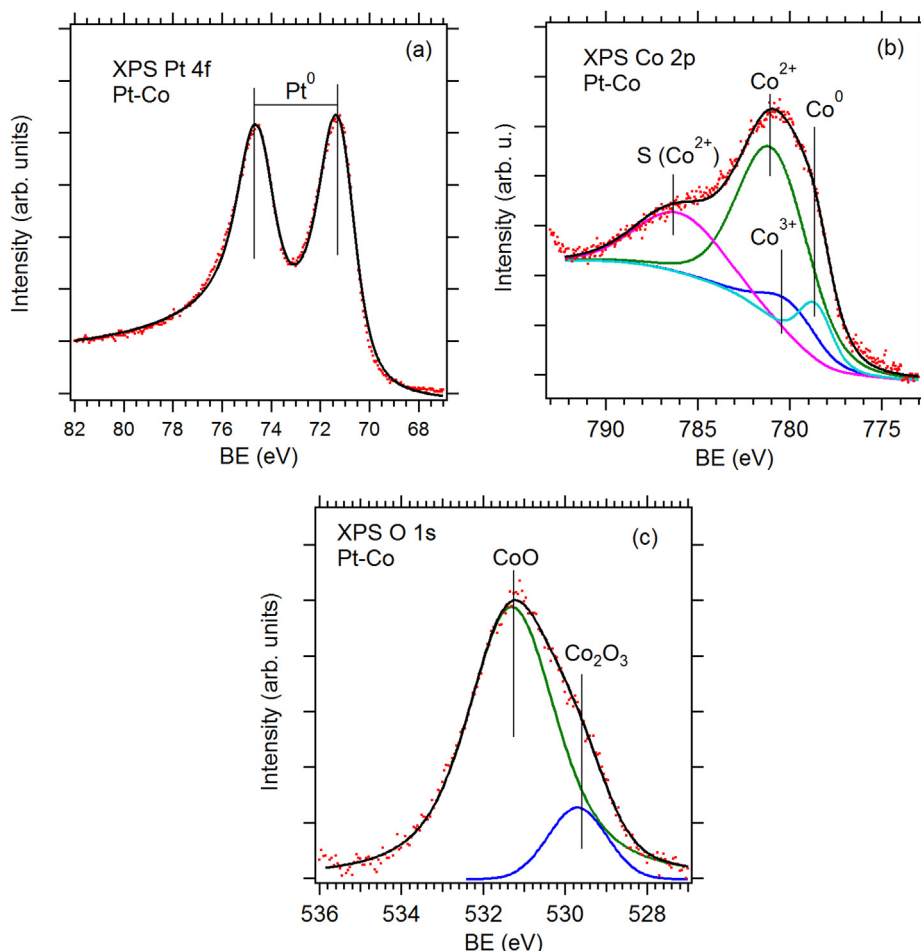 (a)
XPS Pt 4f
Pt-Co
Pt⁰
Intensity (arb. units)
82 80 78 76 74 72 70 68
BE (eV)
(b)
XPS Co 2p
Pt-Co
Co²⁺
Co⁰
S (Co²⁺)
Co³⁺
Intensity (arb. u.)
790 785 780 775
BE (eV)
(c)
XPS O 1s
Pt-Co
CoO
Co₂O₃
Intensity (arb. units)
536 534 532 530 528
BE (eV)